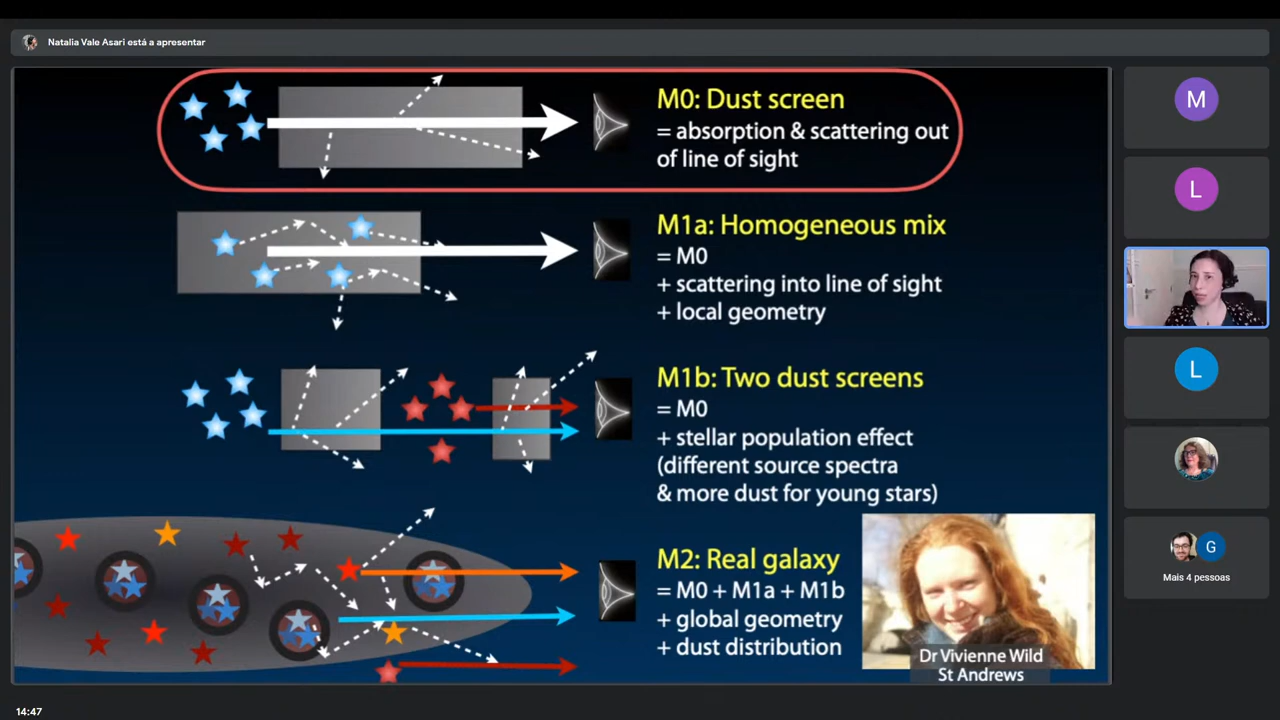 Natalia Vale Asari está a apresentar
M0: Dust screen
= absorption & scattering out
of line of sight
M1a: Homogeneous mix
= M0
+ scattering into line of sight
+ local geometry
M1b: Two dust screens
= M0
+ stellar population effect
(different source spectra
& more dust for young stars)
M2: Real galaxy
= M0 + M1a + M1b
+ global geometry
+ dust distribution
Dr Vivienne Wild
St Andrews
M
L
L
G
Mais 4 pessoas
14:47